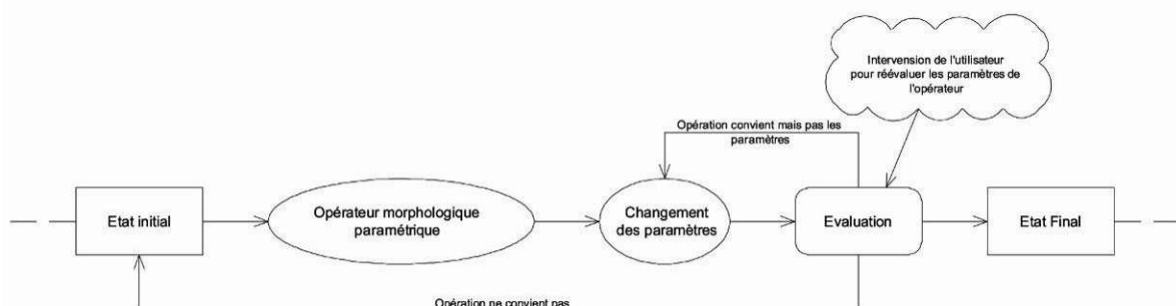 Intervention de l'utilisateur
pour réévaluer les paramètres de
l'opérateur
Opération convient mais pas les
paramètres
Etat initial
Opérateur morphologique
paramétrique
Changement
des paramètres
Evaluation
Etat Final
Opération ne convient pas